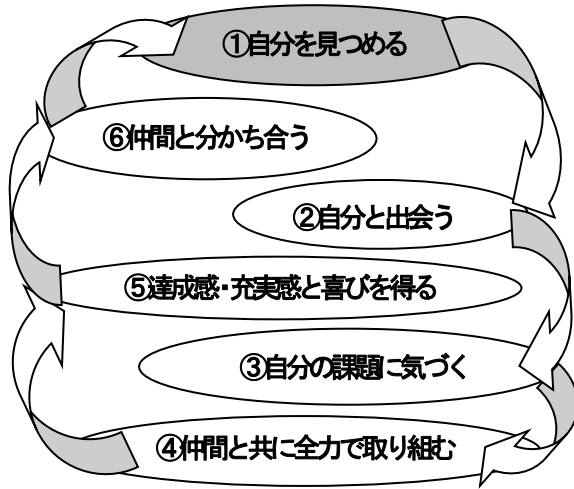 ①自分を見つめる
⑥仲間と分かち合う
②自分と出会う
⑤達成感・充実感と喜びを得る
③自分の課題に気づく
④仲間と共に全力で取り組む